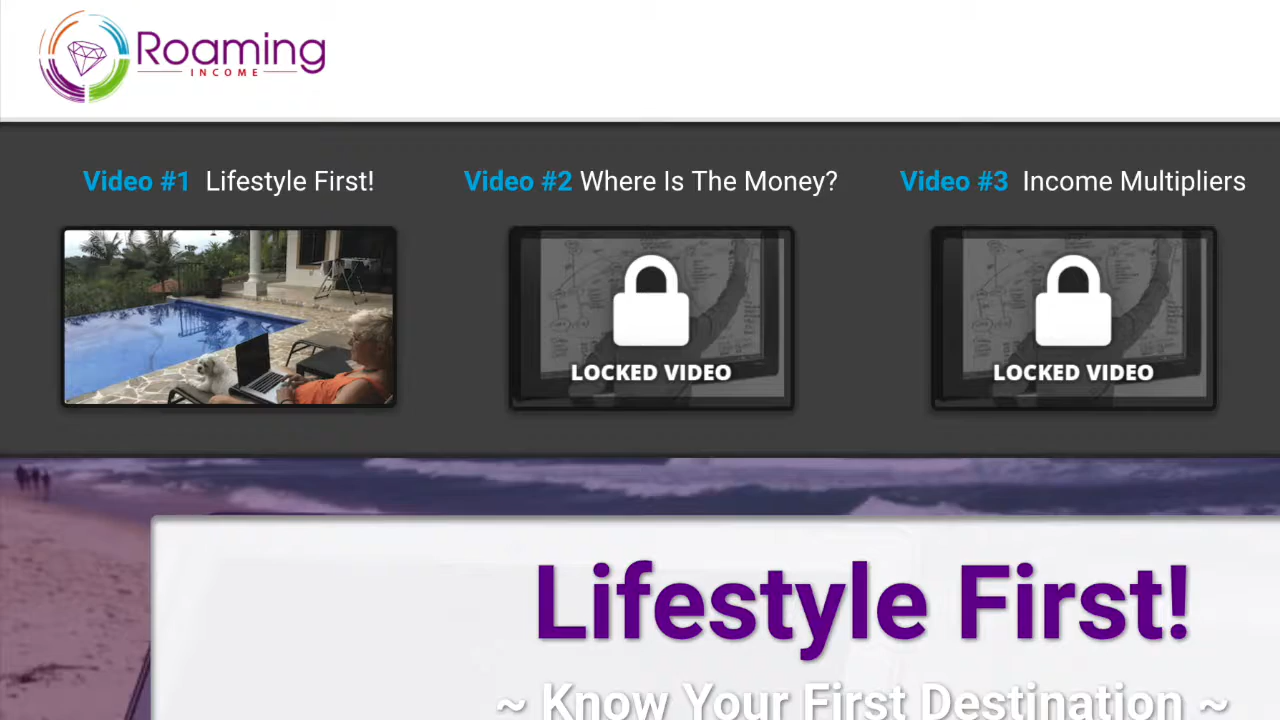 Roaming
INCOME
Video #1 Lifestyle First!
Video #2 Where Is The Money?
Video #3 Income Multipliers
LOCKED VIDEO
LOCKED VIDEO
Lifestyle First!
~ Know Your First Destination ~